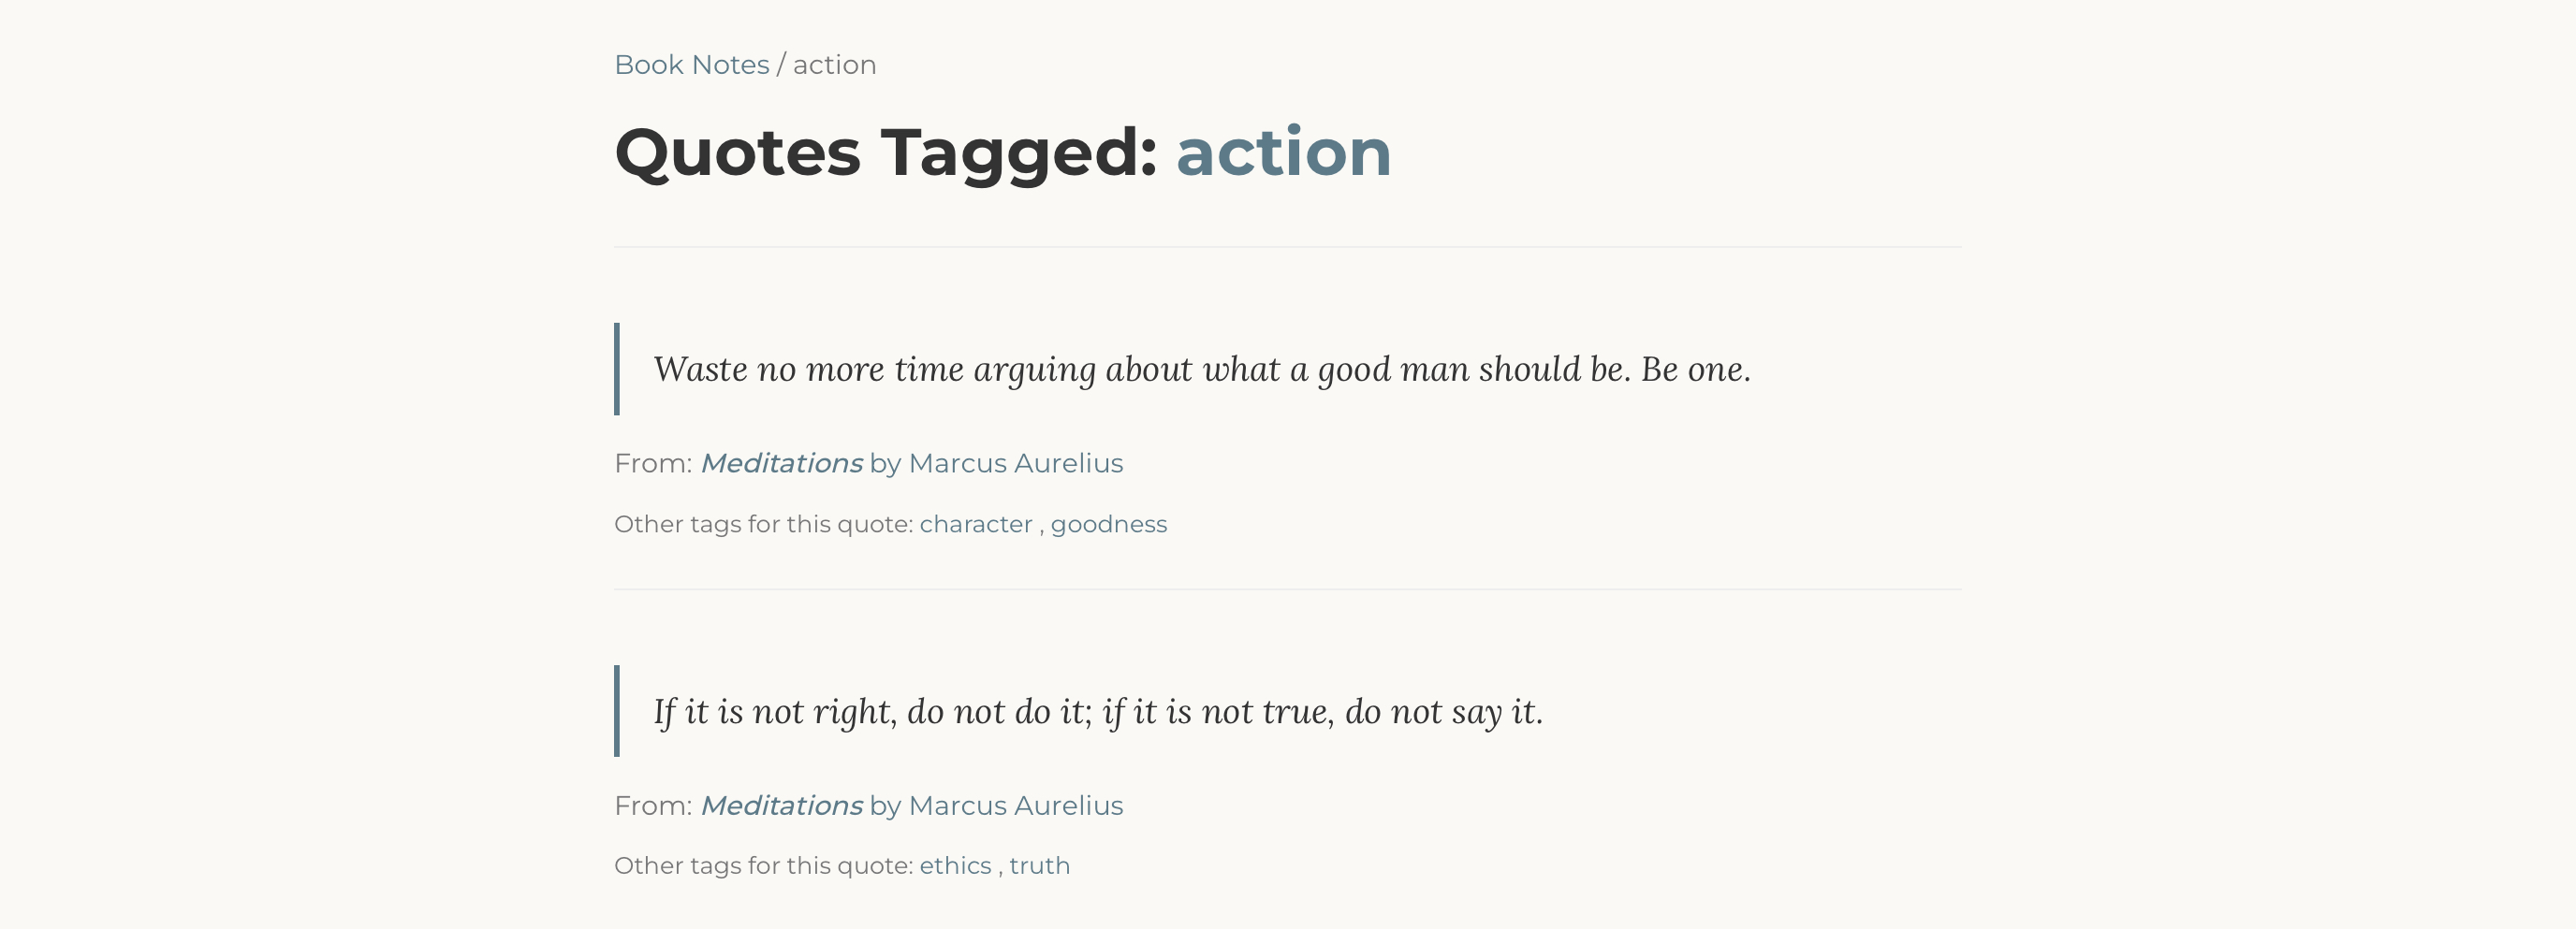 Book Notes / action
Quotes Tagged: action
Waste no more time arguing about what a good man should be. Be one.
From: Meditations by Marcus Aurelius
Other tags for this quote: character , goodness
If it is not right, do not do it; if it is not true, do not say it.
From: Meditations by Marcus Aurelius
Other tags for this quote: ethics , truth